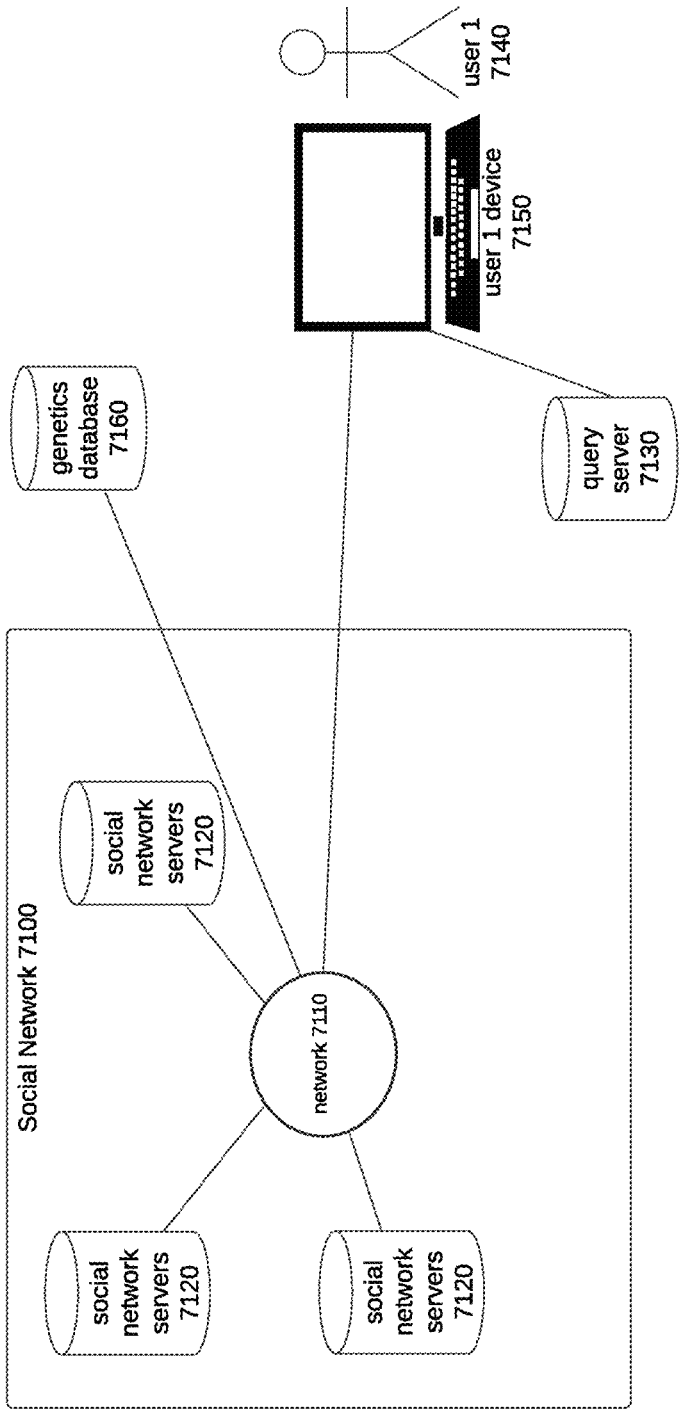 Social Network 7100
social
network
servers
7120
social
network
servers
7120
genetics
database
7160
network 7110
social
network
servers
7120
user 1 device
7150
user 1
7140
query
server
7130